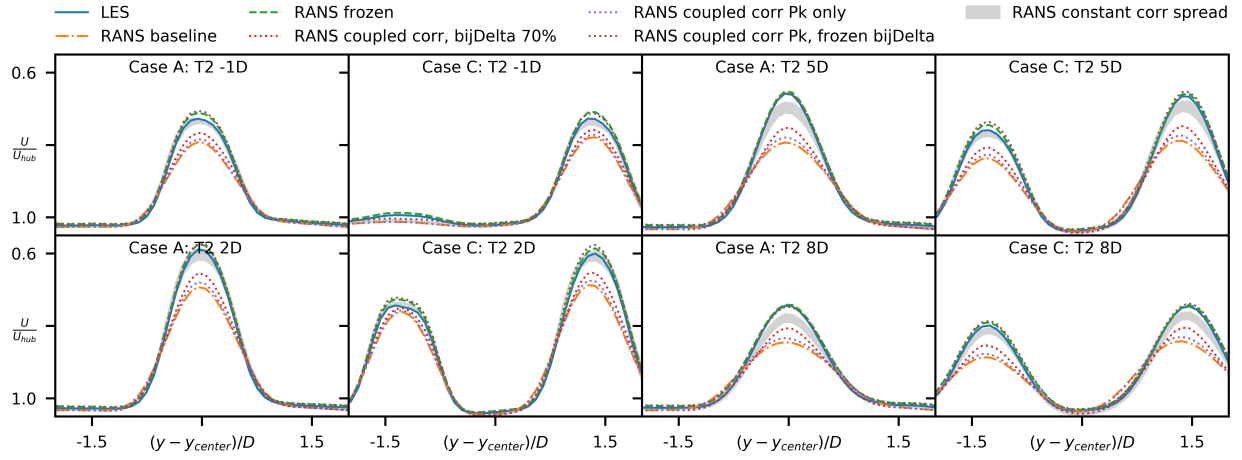 LES
RANS frozen
RANS coupled corr Pk only
RANS constant corr spread
RANS baseline
RANS coupled corr, bijDelta 70%
RANS coupled corr Pk, frozen bijDelta
Case A: T2 -1D
Case C: T2 -1D
Case A: T2 5D
Case C: T2 5D
0.6
U/U_hub
1.0
Case A: T2 2D
Case C: T2 2D
Case A: T2 8D
Case C: T2 8D
0.6
U/U_hub
1.0
-1.5 (y − y_center)/D 1.5
-1.5 (y − y_center)/D 1.5
-1.5 (y − y_center)/D 1.5
-1.5 (y − y_center)/D 1.5